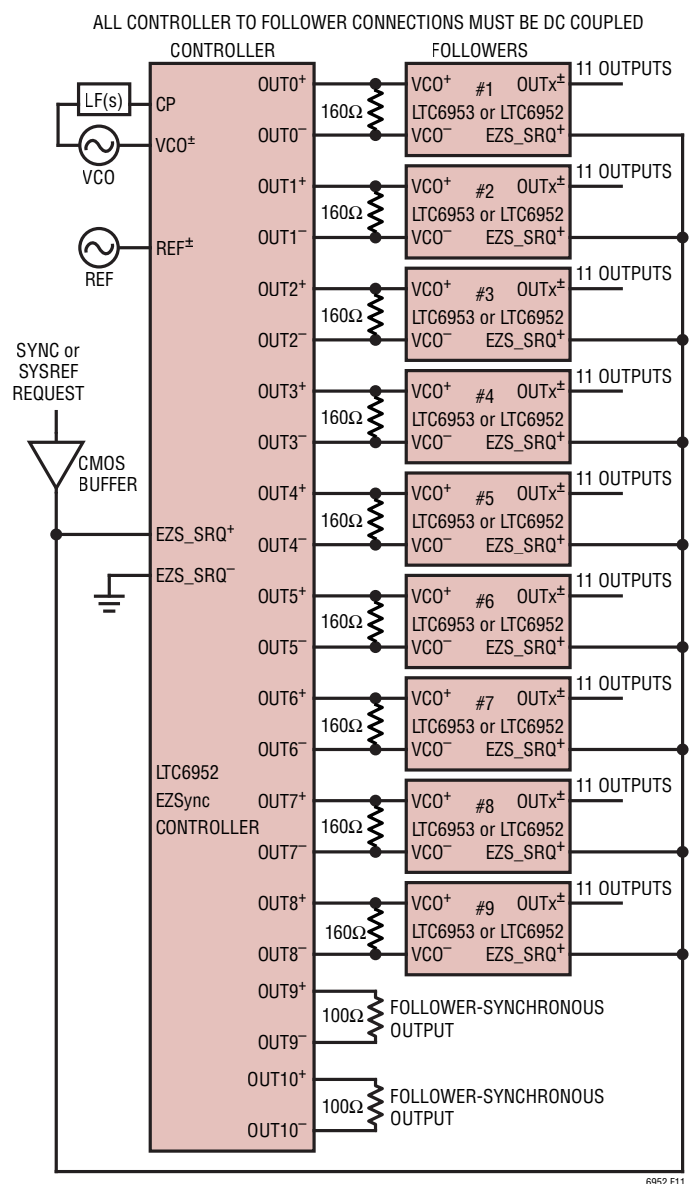 ALL CONTROLLER TO FOLLOWER CONNECTIONS MUST BE DC COUPLED
CONTROLLER
FOLLOWERS
LF(s)
CP
VCO±
VCO
REF±
REF
SYNC or
SYSREF
REQUEST
CMOS
BUFFER
EZS_SRQ+
EZS_SRQ–
LTC6952
EZSync
CONTROLLER
OUT0+
160Ω
OUT0–
VCO+ #1 OUTx±
LTC6953 or LTC6952
VCO– EZS_SRQ+
11 OUTPUTS
OUT1+
160Ω
OUT1–
VCO+ #2 OUTx±
LTC6953 or LTC6952
VCO– EZS_SRQ+
11 OUTPUTS
OUT2+
160Ω
OUT2–
VCO+ #3 OUTx±
LTC6953 or LTC6952
VCO– EZS_SRQ+
11 OUTPUTS
OUT3+
160Ω
OUT3–
VCO+ #4 OUTx±
LTC6953 or LTC6952
VCO– EZS_SRQ+
11 OUTPUTS
OUT4+
160Ω
OUT4–
VCO+ #5 OUTx±
LTC6953 or LTC6952
VCO– EZS_SRQ+
11 OUTPUTS
OUT5+
160Ω
OUT5–
VCO+ #6 OUTx±
LTC6953 or LTC6952
VCO– EZS_SRQ+
11 OUTPUTS
OUT6+
160Ω
OUT6–
VCO+ #7 OUTx±
LTC6953 or LTC6952
VCO– EZS_SRQ+
11 OUTPUTS
OUT7+
160Ω
OUT7–
VCO+ #8 OUTx±
LTC6953 or LTC6952
VCO– EZS_SRQ+
11 OUTPUTS
OUT8+
160Ω
OUT8–
VCO+ #9 OUTx±
LTC6953 or LTC6952
VCO– EZS_SRQ+
11 OUTPUTS
OUT9+
100Ω
OUT9–
FOLLOWER-SYNCHRONOUS
OUTPUT
OUT10+
100Ω
OUT10–
FOLLOWER-SYNCHRONOUS
OUTPUT
6952 F11